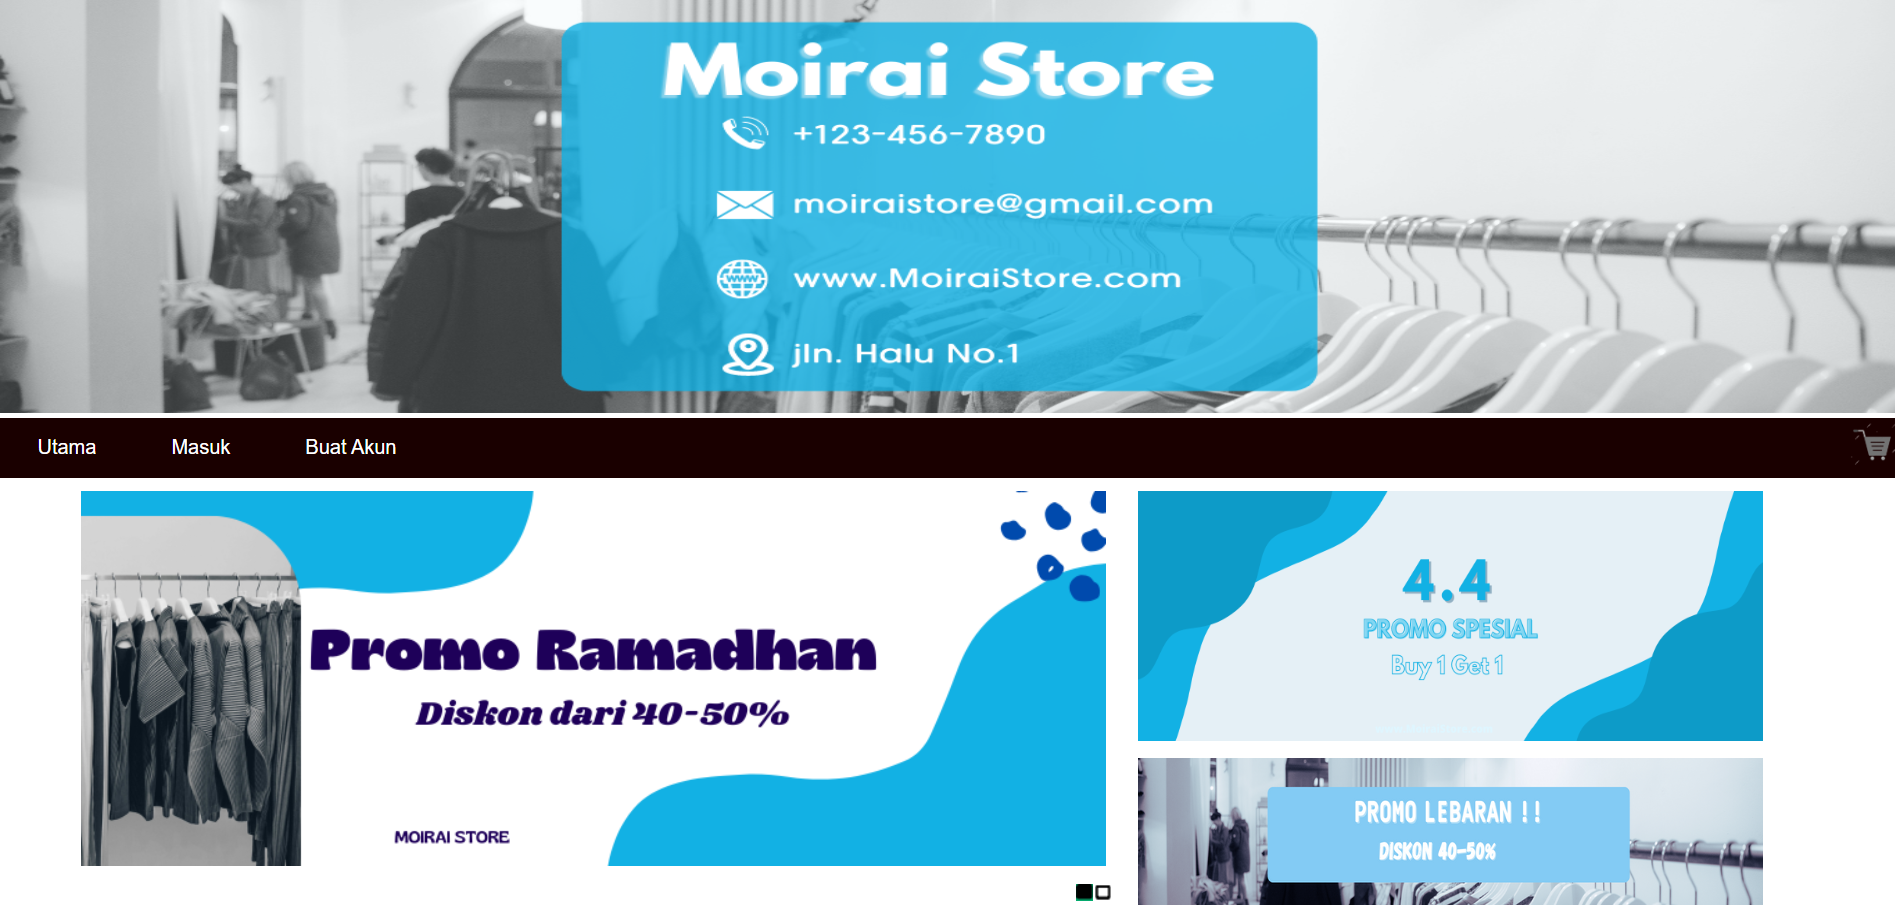 Moirai Store
+123-456-7890
moiraistore@gmail.com
www.MoiraiStore.com
jln. Halu No.1
Utama
Masuk
Buat Akun
Promo Ramadhan
Diskon dari 40-50%
MOIRAI STORE
4.4
PROMO SPESIAL
Buy 1 Get 1
PROMO LEBARAN !!
DISKON 40-50%